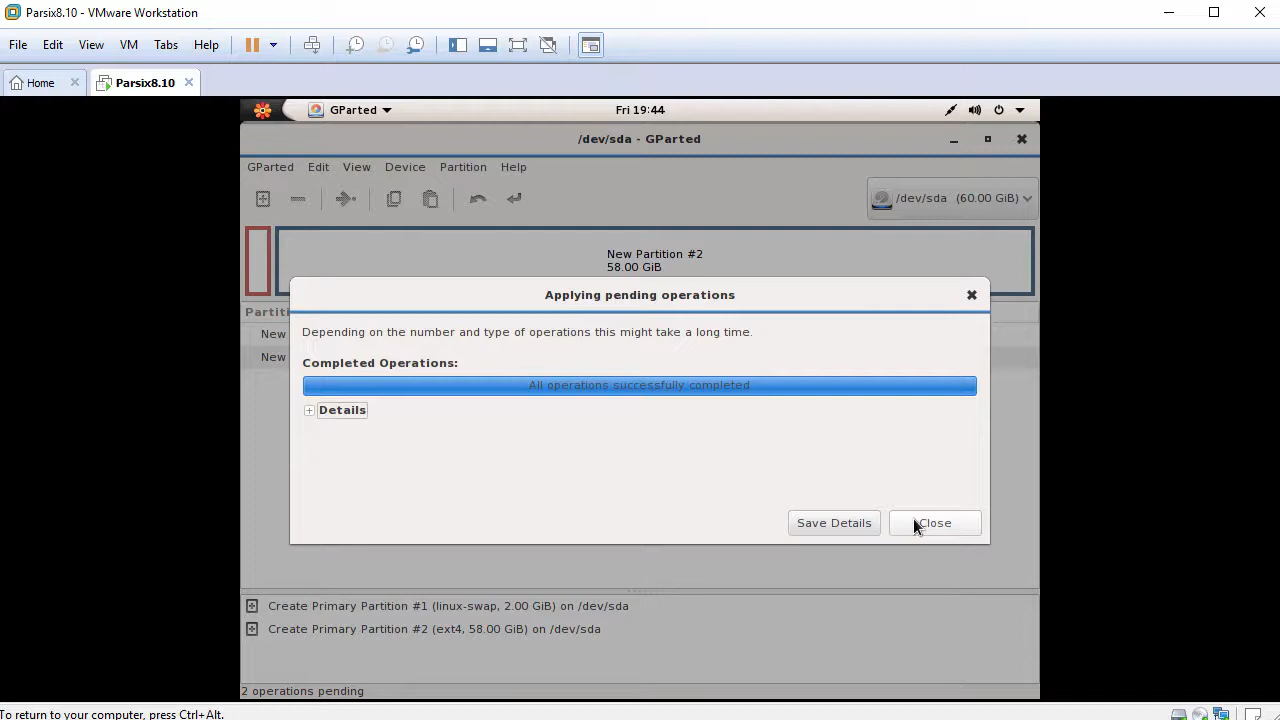 Parsix8.10 - VMware Workstation
File Edit View VM Tabs Help
Home Parsix8.10
GParted Fri 19:44
/dev/sda - GParted
GParted Edit View Device Partition Help
/dev/sda (60.00 GiB)
New Partition #2
58.00 GiB
Partiti
New
New
Applying pending operations
Depending on the number and type of operations this might take a long time.
Completed Operations:
All operations successfully completed
Details
Save Details Close
Create Primary Partition #1 (linux-swap, 2.00 GiB) on /dev/sda
Create Primary Partition #2 (ext4, 58.00 GiB) on /dev/sda
2 operations pending
To return to your computer, press Ctrl+Alt.